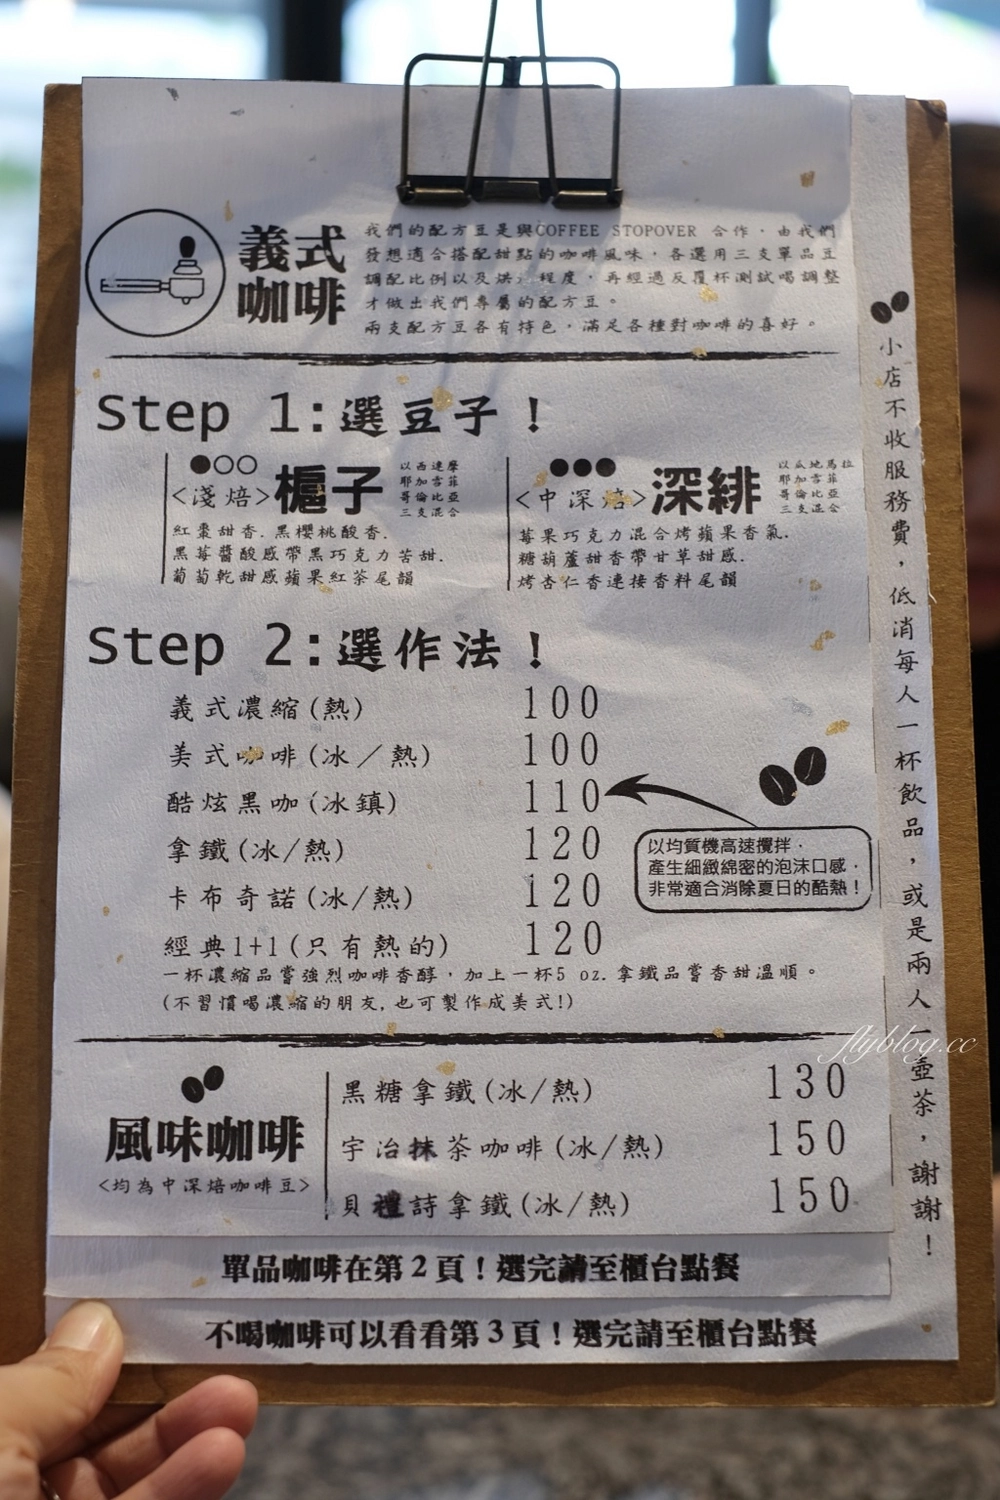 義式
咖啡
我們的配方豆是與COFFEE STOPOVER 合作,由我們
發想適合搭配甜點的咖啡風味,各選用三支單品豆
調配比例以及烘 程度,再經過反覆杯測試喝調整
才做出我們專屬的配方豆。
兩支配方豆各有特色,滿足各種對咖啡的喜好。
Step 1:選豆子!
<淺焙>
梔子
以西達摩
耶加雪菲
哥倫比亞
三支混合
紅棗甜香.黑櫻桃酸香.
黑莓醬酸感帶黑巧克力苦甜.
葡萄乾甜感蘋果紅茶尾韻
<中深焙>
深緋
以瓜地馬拉
耶加雪菲
哥倫比亞
三支混合
莓果巧克力混合烤蘋果香氣.
糖葫蘆甜香帶甘草甜感.
烤杏仁香連接香料尾韻
Step 2:選作法!
義式濃縮(熱) 100
美式咖啡(冰／熱) 100
酷炫黑咖(冰鎮) 110
拿鐵(冰/熱) 120
卡布奇諾(冰/熱) 120
經典1+1(只有熱的) 120
一杯濃縮品嘗強烈咖啡香醇,加上一杯5 oz.拿鐵品嘗香甜溫順。
(不習慣喝濃縮的朋友,也可製作成美式!)
以均質機高速攪拌,
產生細緻綿密的泡沫口感,
非常適合消除夏日的酷熱!
風味咖啡
<均為中深焙咖啡豆>
黑糖拿鐵(冰/熱) 130
宇治抹茶咖啡(冰/熱) 150
貝禮詩拿鐵(冰/熱) 150
單品咖啡在第2頁!選完請至櫃台點餐
不喝咖啡可以看看第3頁!選完請至櫃台點餐
小店不收服務費,低消每人一杯飲品,或是兩人一壺茶,謝謝!
flyblog.cc